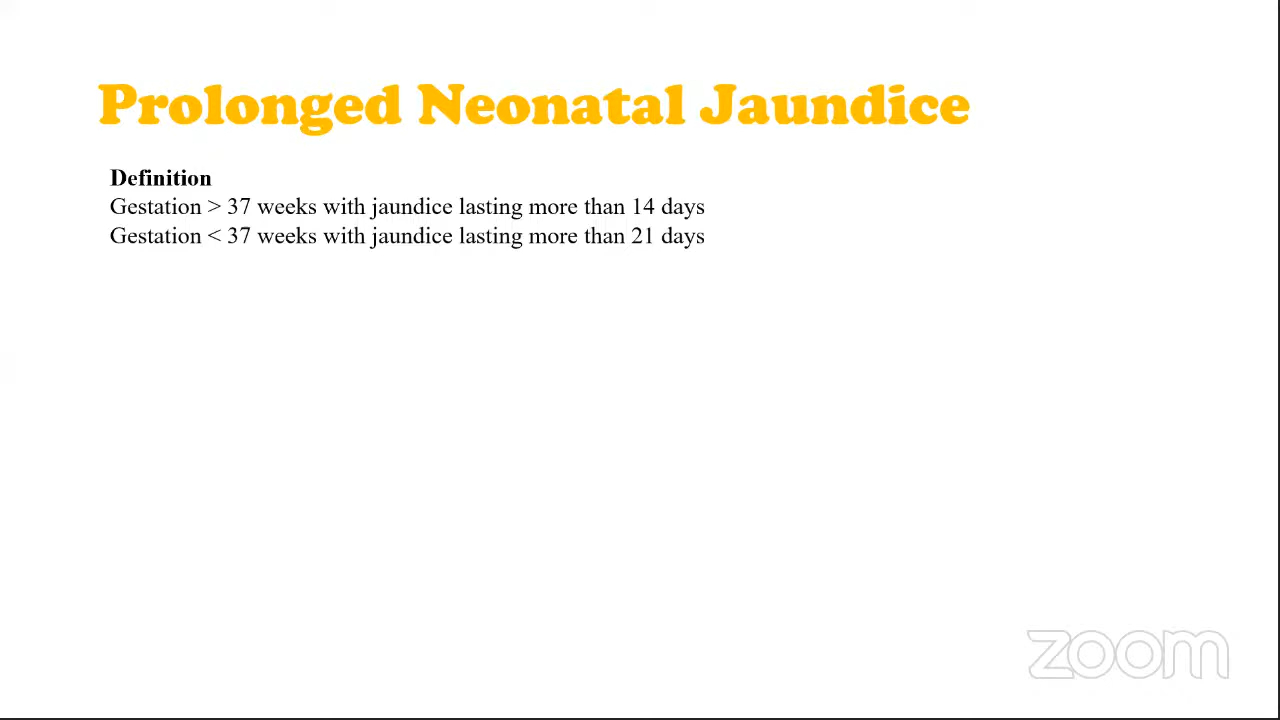 Prolonged Neonatal Jaundice
Definition
Gestation > 37 weeks with jaundice lasting more than 14 days
Gestation < 37 weeks with jaundice lasting more than 21 days
zoom